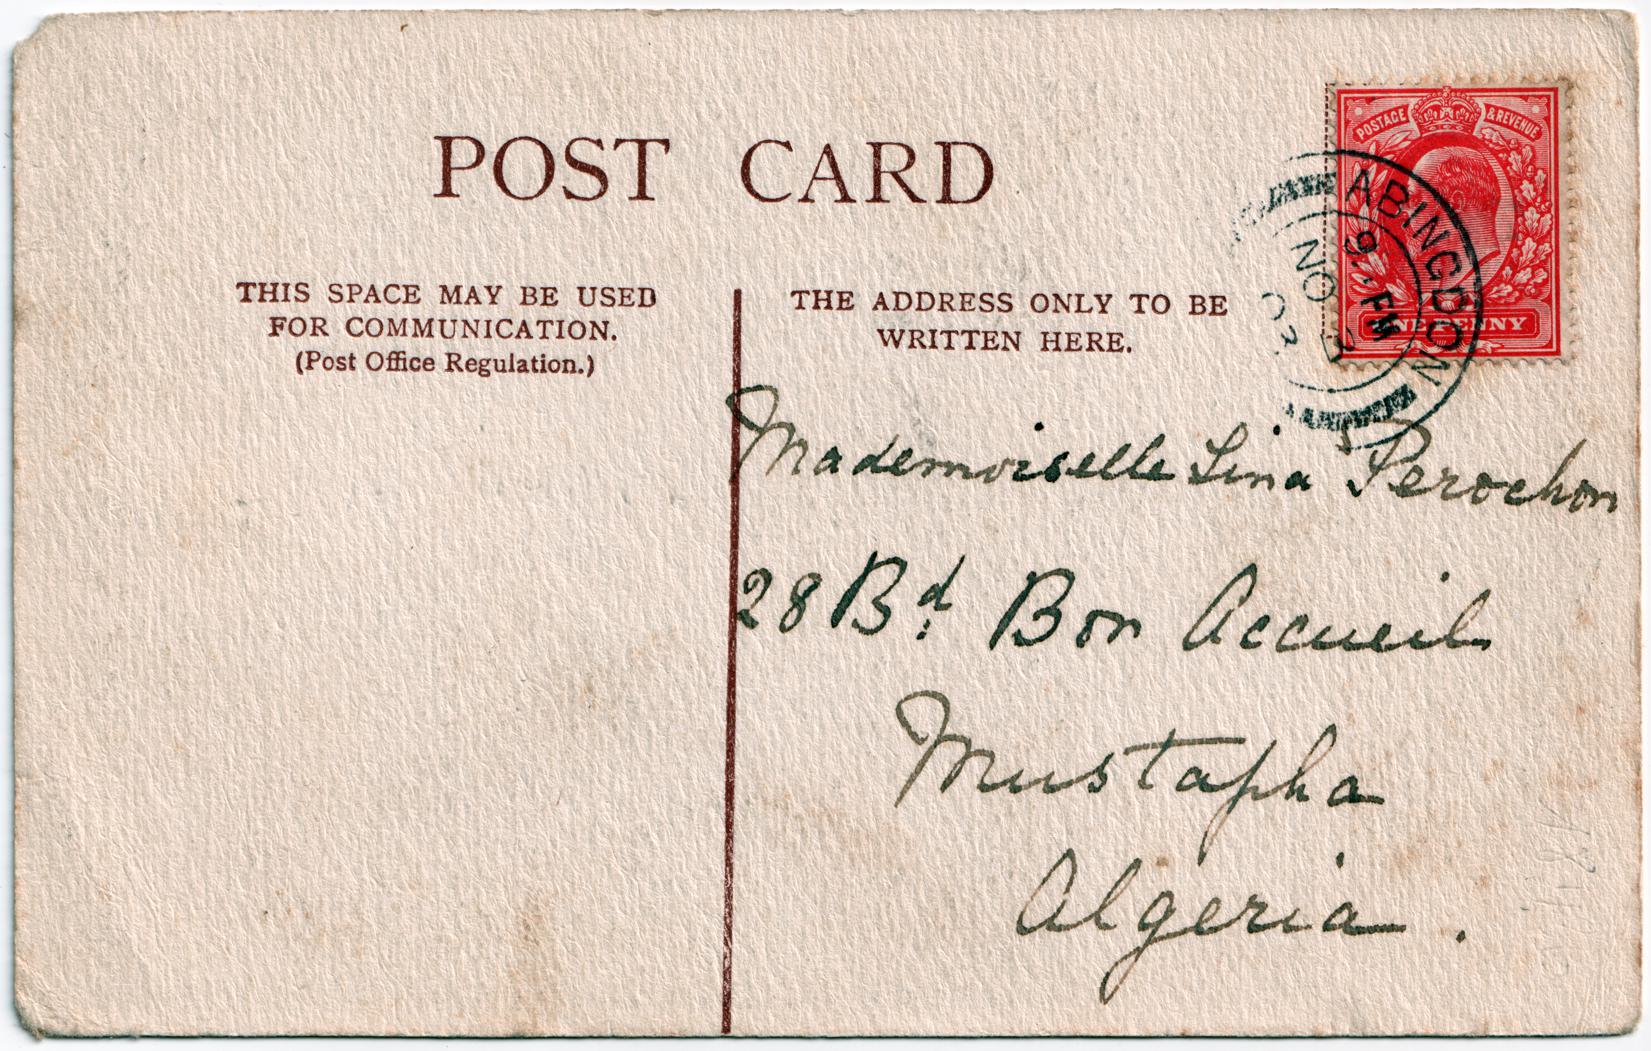 POST CARD
POSTAGE & REVENUE
ONE PENNY
ABINGDON
9. PM
NO
03
THIS SPACE MAY BE USED
FOR COMMUNICATION.
(Post Office Regulation.)
THE ADDRESS ONLY TO BE
WRITTEN HERE.
Mademoiselle Lina Perochon
28 Bd. Bon Accueil
Mustapha
Algeria.